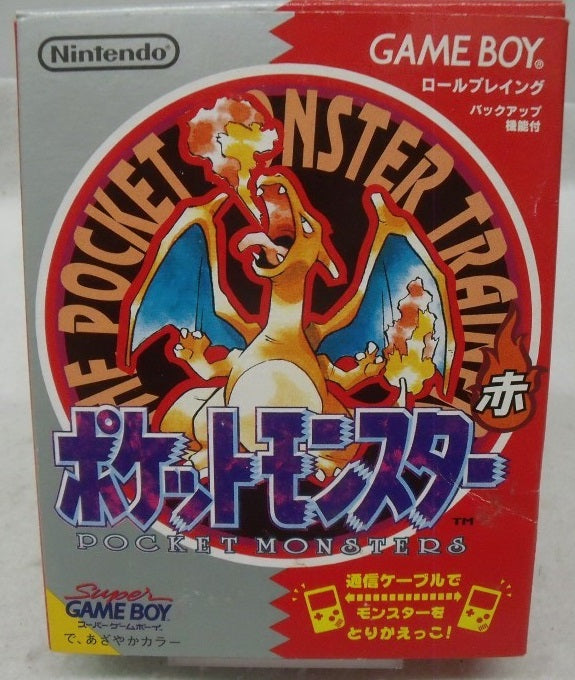 Nintendo®
GAME BOY®
ロールプレイング
バックアップ
機能付
POCKET MONSTER TRAI
赤
ポケットモンスター
TM
POCKET MONSTERS
Super
GAME BOY
スーパーゲームボーイ
で、あざやかカラー
通信ケーブルで
モンスターを
とりかえっこ!